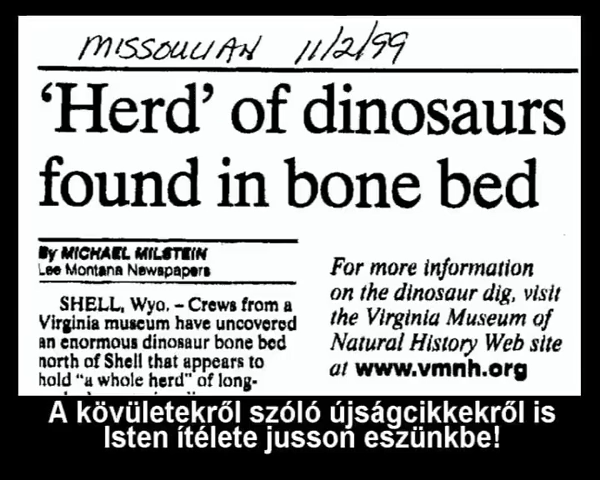 MISSOULIAN 11/2/99
'Herd' of dinosaurs
found in bone bed
By MICHAEL MILSTEIN
Lee Montana Newspapers
SHELL, Wyo. – Crews from a
Virginia museum have uncovered
an enormous dinosaur bone bed
north of Shell that appears to
hold "a whole herd" of long-
For more information
on the dinosaur dig, visit
the Virginia Museum of
Natural History Web site
at www.vmnh.org
A kövületekről szóló újságcikkekről is
Isten ítélete jusson eszünkbe!